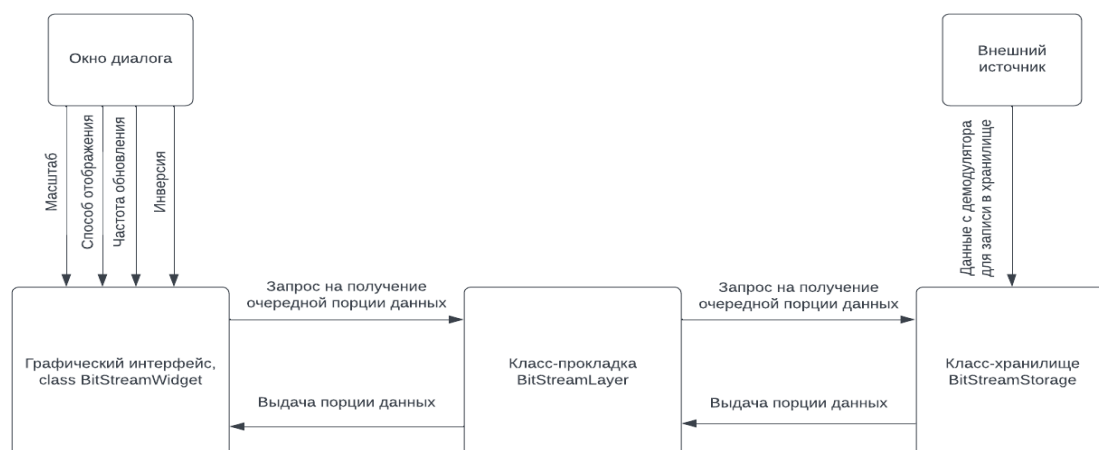 Окно диалога
Внешний
источник
Масштаб
Способ отображения
Частота обновления
Инверсия
Данные с демодулятора
для записи в хранилище
Запрос на получение
очередной порции данных
Запрос на получение
очередной порции данных
Графический интерфейс,
class BitStreamWidget
Класс-прокладка
BitStreamLayer
Класс-хранилище
BitStreamStorage
Выдача порции данных
Выдача порции данных